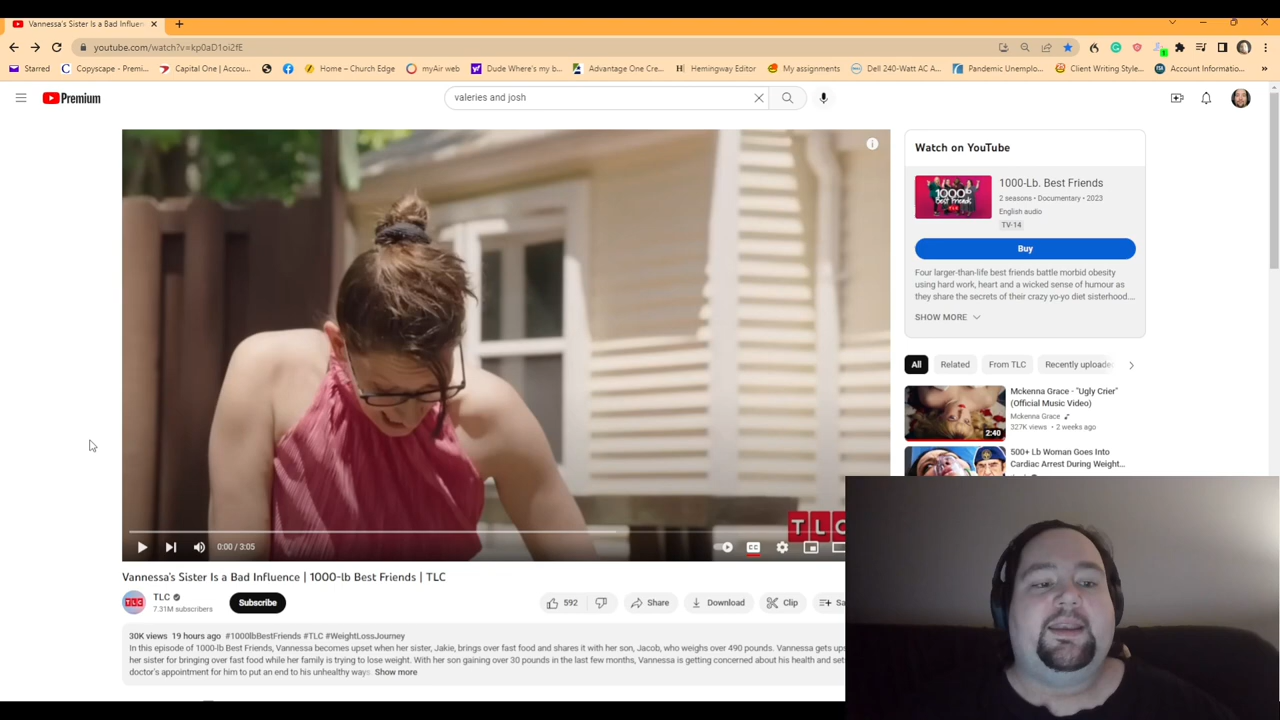 Vannessa's Sister Is a Bad Influen
youtube.com/watch?v=kp0aD1oi2fE
Starred
Copyscape - Premi...
Capital One | Accou...
Home – Church Edge
myAir web
Dude Where's my b...
Advantage One Cre...
Hemingway Editor
My assignments
Dell 240-Watt AC A...
Pandemic Unemplo...
Client Writing Style...
Account Informatio...
»
Premium
valeries and josh
Watch on YouTube
1000-Lb. Best Friends
2 seasons • Documentary • 2023
English audio
TV-14
Buy
Four larger-than-life best friends battle morbid obesity
using hard work, heart and a wicked sense of humour as
they share the secrets of their crazy yo-yo diet sisterhood....
SHOW MORE
All
Related
From TLC
Recently uploade
Mckenna Grace - "Ugly Crier"
(Official Music Video)
Mckenna Grace
327K views • 2 weeks ago
2:40
500+ Lb Woman Goes Into
Cardiac Arrest During Weight...
TLC
0:00 / 3:05
CC
Vannessa's Sister Is a Bad Influence | 1000-lb Best Friends | TLC
TLC
TLC
7.31M subscribers
Subscribe
592
Share
Download
Clip
Sa
30K views 19 hours ago #1000lbBestFriends #TLC #WeightLossJourney
In this episode of 1000-lb Best Friends, Vannessa becomes upset when her sister, Jakie, brings over fast food and shares it with her son, Jacob, who weighs over 490 pounds. Vannessa gets ups
her sister for bringing over fast food while her family is trying to lose weight. With her son gaining over 30 pounds in the last few months, Vannessa is getting concerned about his health and set
doctor's appointment for him to put an end to his unhealthy ways. Show more